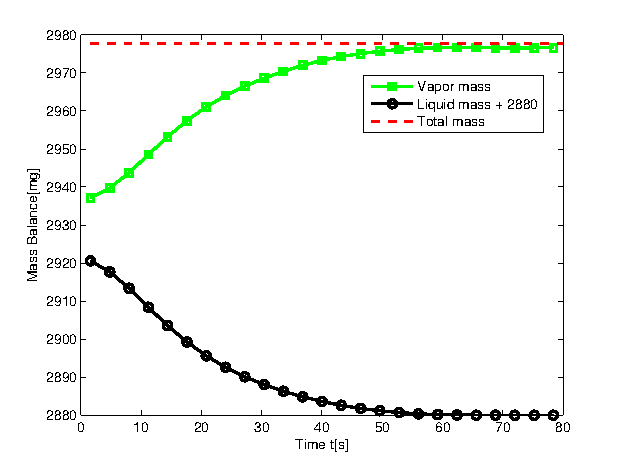 2980
2970
2960
2950
2940
2930
2920
2910
2900
2890
2880
Mass Balance[mg]
Vapor mass
Liquid mass + 2880
Total mass
0 10 20 30 40 50 60 70 80
Time t[s]